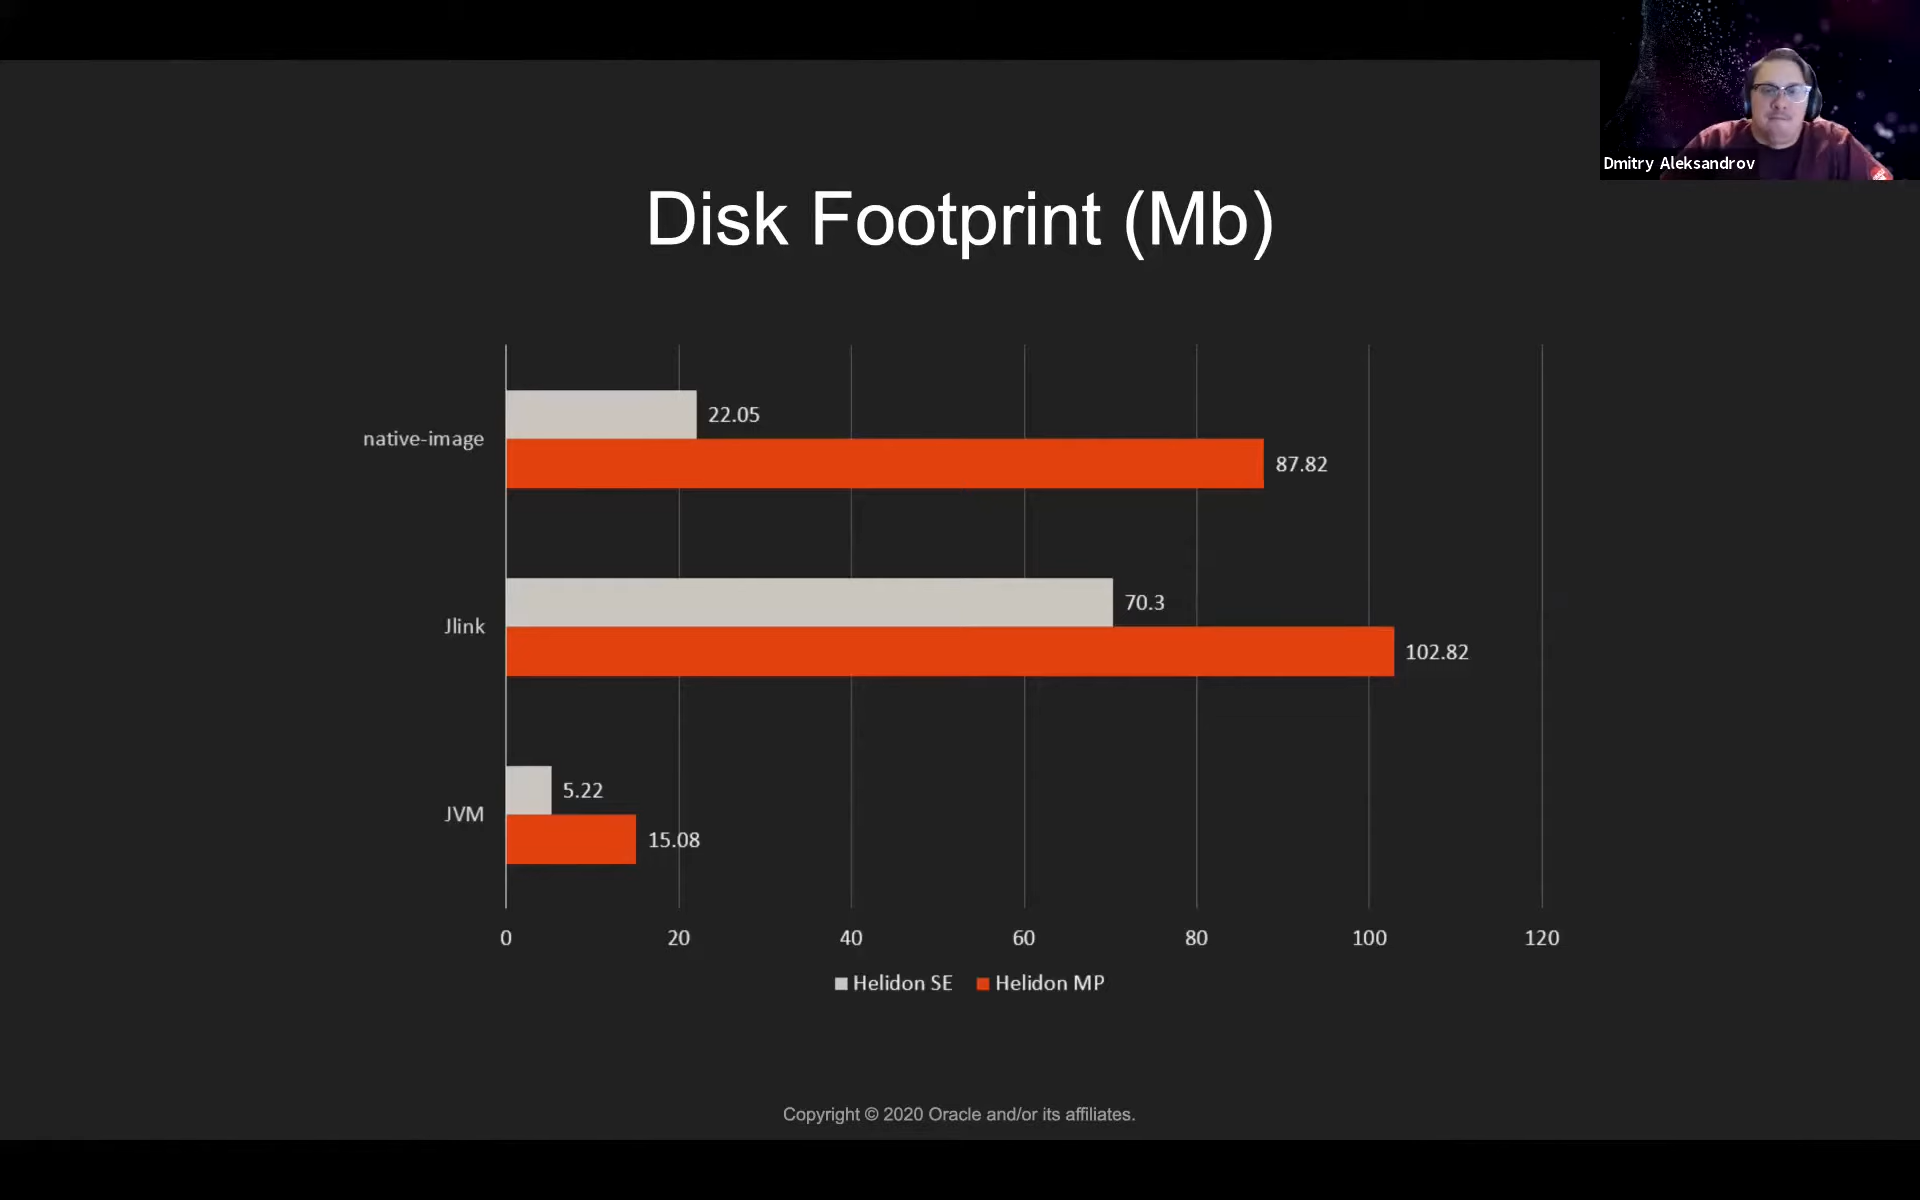 Dmitry Aleksandrov
Disk Footprint (Mb)
native-image
22.05
87.82
Jlink
70.3
102.82
JVM
5.22
15.08
0 20 40 60 80 100 120
Helidon SE Helidon MP
Copyright © 2020 Oracle and/or its affiliates.